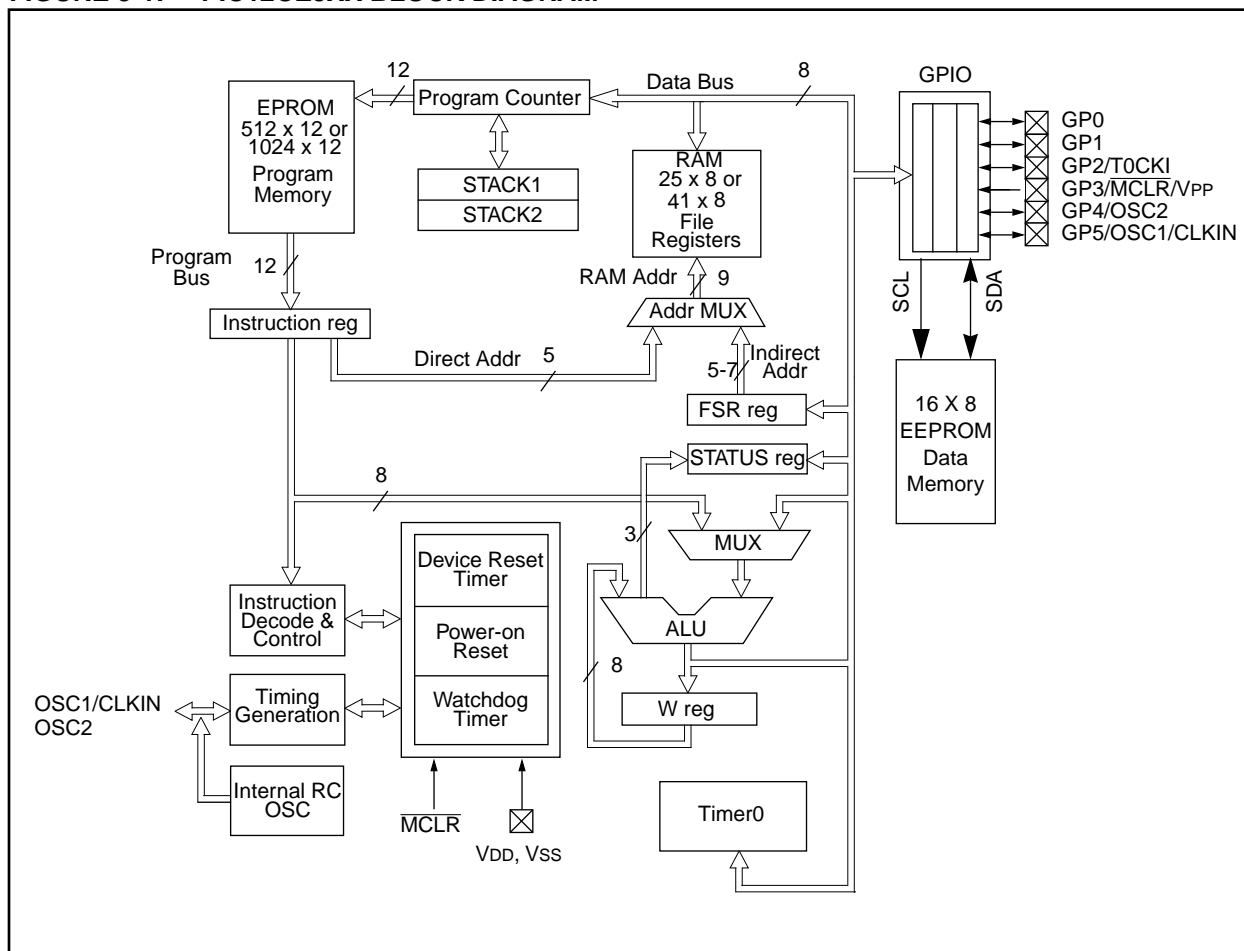 12
Data Bus
8
GPIO
EPROM
512 x 12 or
1024 x 12
Program
Memory
Program Counter
STACK1
STACK2
RAM
25 x 8 or
41 x 8
File
Registers
GP0
GP1
GP2/T0CKI
GP3/MCLR/VPP
GP4/OSC2
GP5/OSC1/CLKIN
Program
Bus
12
RAM Addr
9
SCL
SDA
Instruction reg
Addr MUX
Direct Addr
5
5-7
Indirect
Addr
FSR reg
16 X 8
EEPROM
Data
Memory
STATUS reg
8
3
MUX
Device Reset
Timer
Instruction
Decode &
Control
Power-on
Reset
ALU
8
OSC1/CLKIN
OSC2
Timing
Generation
Watchdog
Timer
W reg
Internal RC
OSC
MCLR
VDD, VSS
Timer0